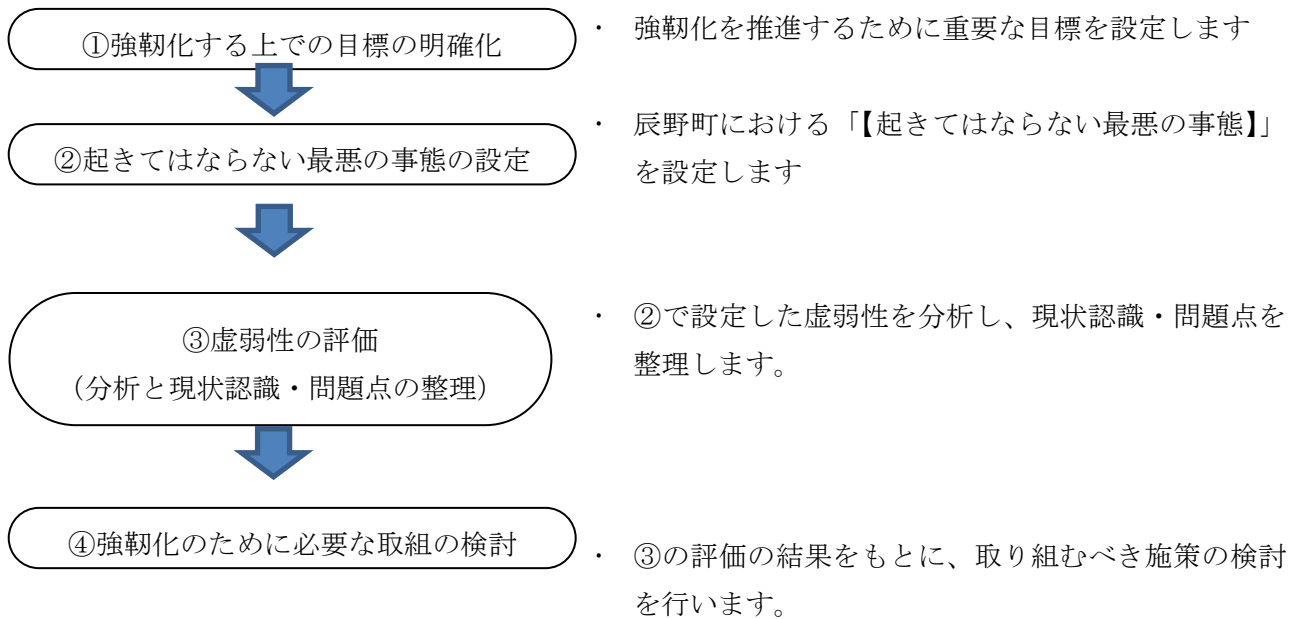 ①強靭化する上での目標の明確化
・ 強靭化を推進するために重要な目標を設定します
②起きてはならない最悪の事態の設定
・ 辰野町における「【起きてはならない最悪の事態】」
を設定します
③虚弱性の評価
（分析と現状認識・問題点の整理）
・ ②で設定した虚弱性を分析し、現状認識・問題点を
整理します。
④強靭化のために必要な取組の検討
・ ③の評価の結果をもとに、取り組むべき施策の検討
を行います。